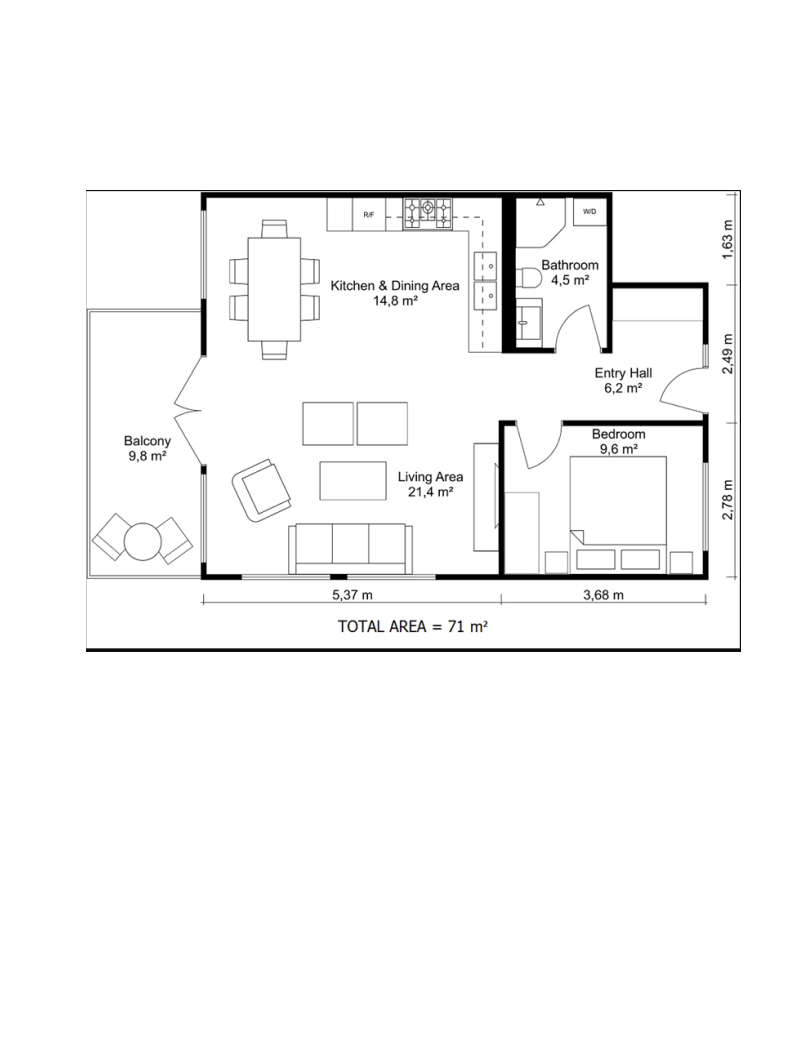 R/F
W/D
1,63 m
Bathroom
4,5 m²
Kitchen & Dining Area
14,8 m²
2,49 m
Entry Hall
6,2 m²
Balcony
9,8 m²
Bedroom
9,6 m²
Living Area
21,4 m²
2,78 m
5,37 m
3,68 m
TOTAL AREA = 71 m²